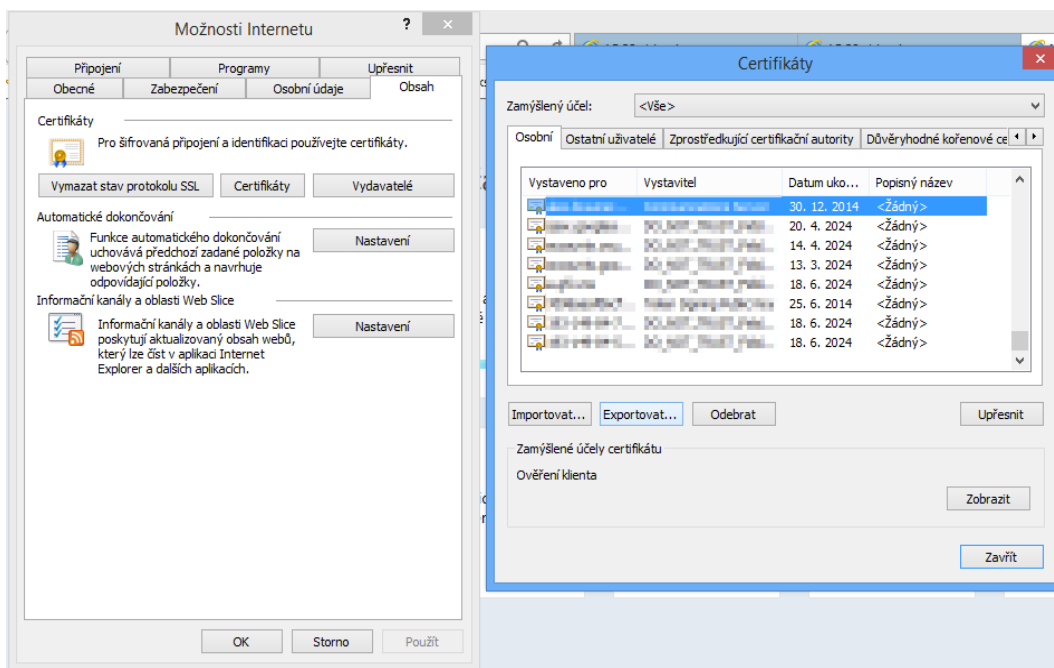 Možnosti Internetu
?
Připojení
Programy
Upřesnit
Obecné
Zabezpečení
Osobní údaje
Obsah
Certifikáty
Pro šifrovaná připojení a identifikaci používejte certifikáty.
Vymazat stav protokolu SSL
Certifikáty
Vydavatelé
Automatické dokončování
Funkce automatického dokončování
uchovává předchozí zadané položky na
webových stránkách a navrhuje
odpovídající položky.
Nastavení
Informační kanály a oblasti Web Slice
Informační kanály a oblasti Web Slice
poskytují aktualizovaný obsah webů,
který lze číst v aplikaci Internet
Explorer a dalších aplikacích.
Nastavení
OK
Storno
Použít
Certifikáty
Zamýšlený účel:
<Vše>
Osobní
Ostatní uživatelé
Zprostředkující certifikační autority
Důvěryhodné kořenové ce
Vystaveno pro
Vystavitel
Datum uko...
Popisný název
30. 12. 2014 <Žádný>
20. 4. 2024 <Žádný>
14. 4. 2024 <Žádný>
13. 3. 2024 <Žádný>
18. 6. 2024 <Žádný>
25. 6. 2014 <Žádný>
18. 6. 2024 <Žádný>
18. 6. 2024 <Žádný>
Importovat...
Exportovat...
Odebrat
Upřesnit
Zamýšlené účely certifikátu
Ověření klienta
Zobrazit
Zavřít